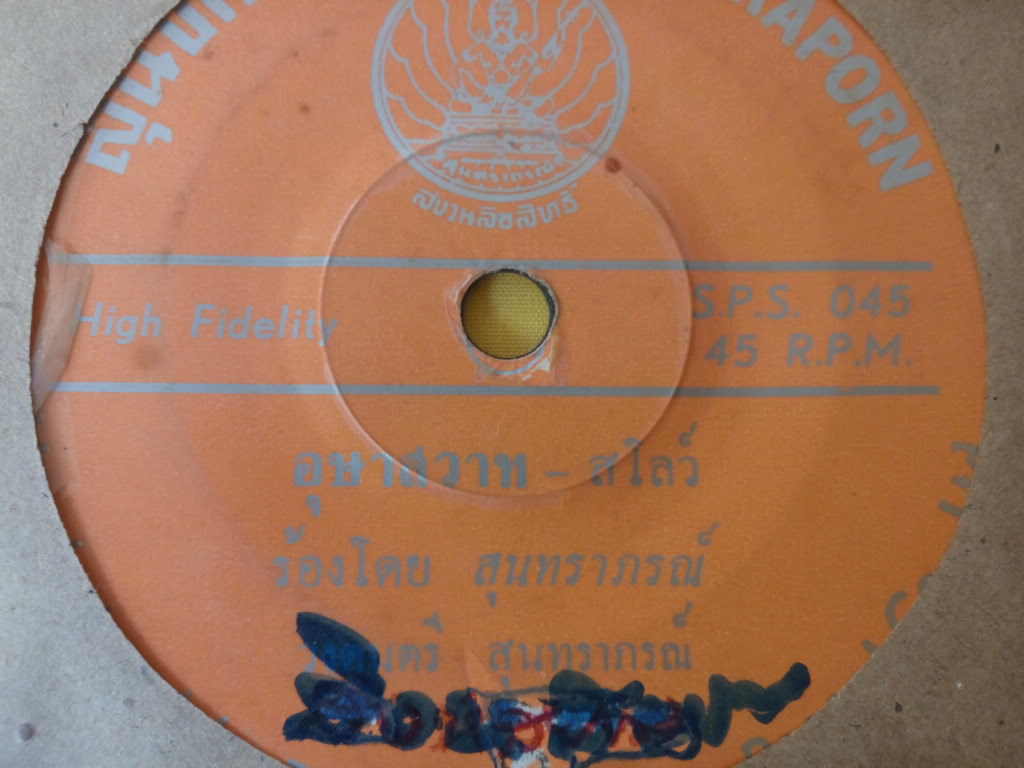 RAPORN
สุนทราภรณ์
สงวนลิขสิทธิ์
High Fidelity
S.P.S. 045
45 R.P.M.
อุษาสวาท – สโลว์
ร้องโดย สุนทราภรณ์
สุนทราภรณ์